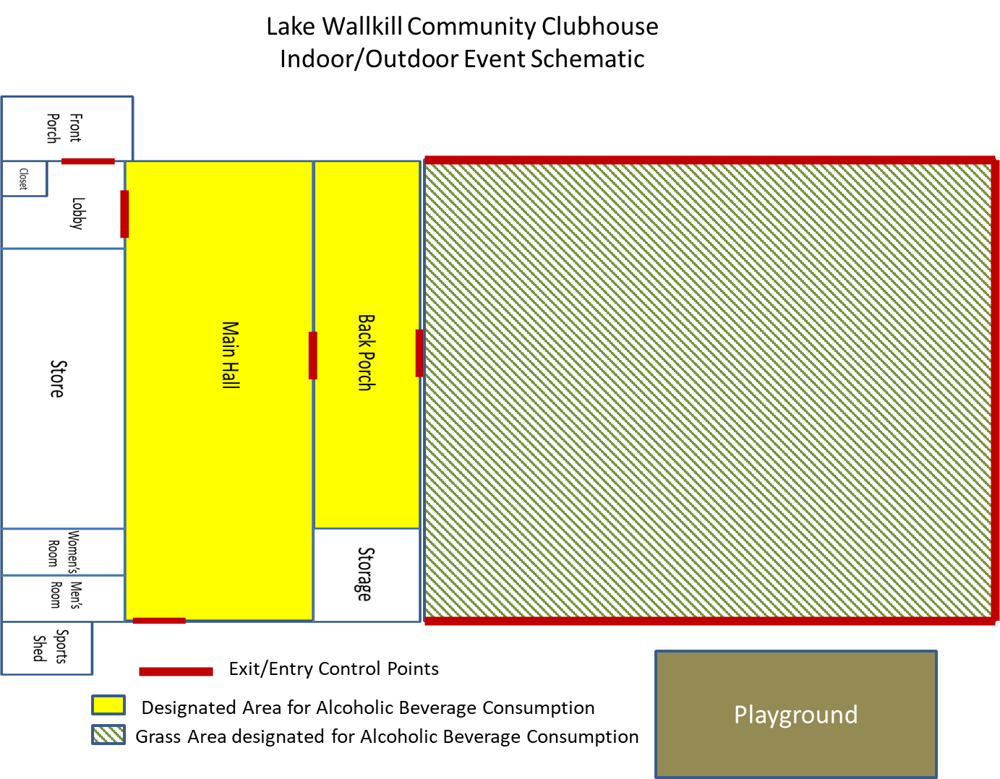 Lake Wallkill Community Clubhouse
Indoor/Outdoor Event Schematic
Front
Porch
Closet
Lobby
Store
Main Hall
Back Porch
Women's
Room
Men's
Room
Storage
Sports
Shed
Exit/Entry Control Points
Designated Area for Alcoholic Beverage Consumption
Grass Area designated for Alcoholic Beverage Consumption
Playground